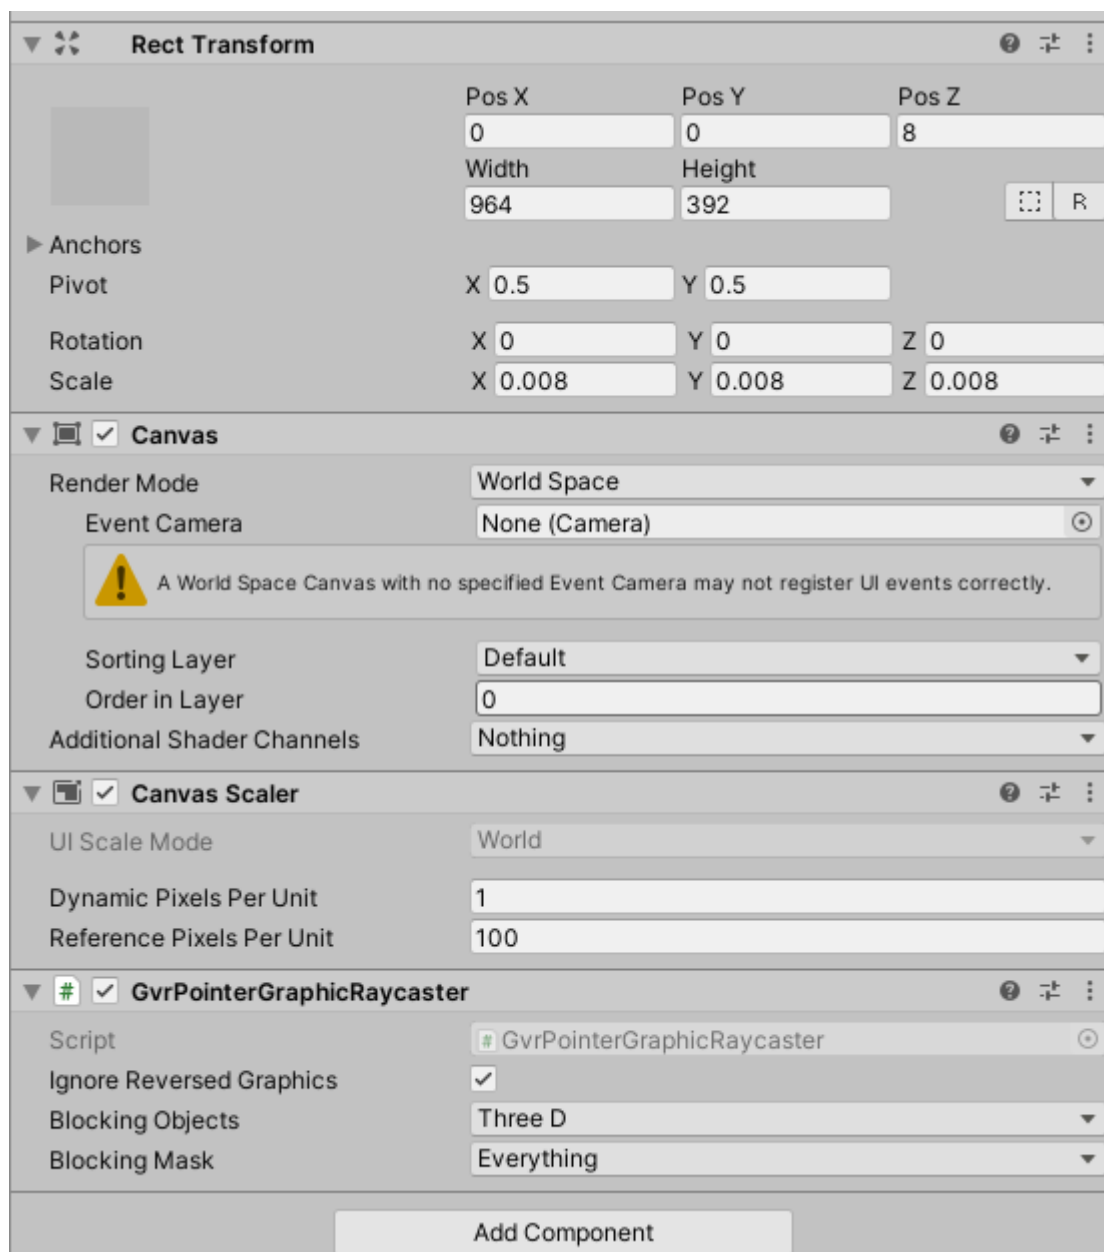 Rect Transform
Pos X Pos Y Pos Z
0 0 8
Width Height
964 392
R
Anchors
Pivot X 0.5 Y 0.5
Rotation X 0 Y 0 Z 0
Scale X 0.008 Y 0.008 Z 0.008
Canvas
Render Mode World Space
Event Camera None (Camera)
A World Space Canvas with no specified Event Camera may not register UI events correctly.
Sorting Layer Default
Order in Layer 0
Additional Shader Channels Nothing
Canvas Scaler
UI Scale Mode World
Dynamic Pixels Per Unit 1
Reference Pixels Per Unit 100
# GvrPointerGraphicRaycaster
Script # GvrPointerGraphicRaycaster
Ignore Reversed Graphics
Blocking Objects Three D
Blocking Mask Everything
Add Component